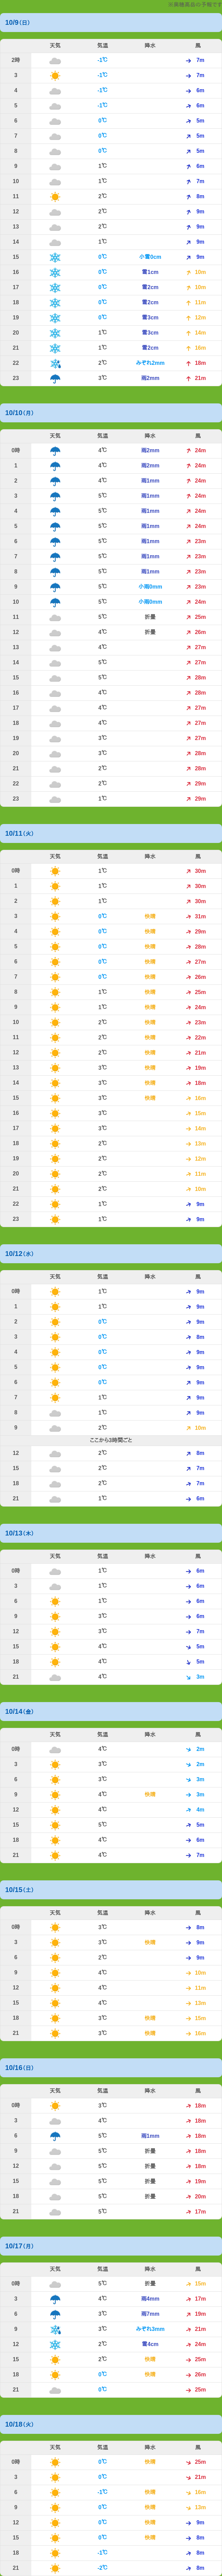 10/9(日)
天気 気温 降水 風
2時 -1℃ 7m
3 -1℃ 7m
4 -1℃ 6m
5 -1℃ 6m
6 0℃ 5m
7 0℃ 5m
8 0℃ 5m
9 1℃ 6m
10 1℃ 7m
11 2℃ 8m
12 2℃ 9m
13 2℃ 9m
14 1℃ 9m
15 0℃ 小雪0cm 9m
16 0℃ 雪1cm 10m
17 0℃ 雪2cm 10m
18 0℃ 雪2cm 11m
19 0℃ 雪3cm 12m
20 1℃ 雪3cm 14m
21 1℃ 雪2cm 16m
22 2℃ みぞれ2mm 18m
23 3℃ 雨2mm 21m
10/10(月)
天気 気温 降水 風
0時 4℃ 雨2mm 24m
1 4℃ 雨2mm 24m
2 4℃ 雨1mm 24m
3 5℃ 雨1mm 24m
4 5℃ 雨1mm 24m
5 5℃ 雨1mm 24m
6 5℃ 雨1mm 23m
7 5℃ 雨1mm 23m
8 5℃ 雨1mm 23m
9 5℃ 小雨0mm 23m
10 5℃ 小雨0mm 24m
11 5℃ 折曇 25m
12 4℃ 折曇 26m
13 4℃ 27m
14 5℃ 27m
15 5℃ 28m
16 4℃ 28m
17 4℃ 27m
18 4℃ 27m
19 3℃ 27m
20 3℃ 28m
21 2℃ 28m
22 2℃ 29m
23 1℃ 29m
10/11(火)
天気 気温 降水 風
0時 1℃ 30m
1 1℃ 30m
2 1℃ 30m
3 0℃ 快晴 31m
4 0℃ 快晴 29m
5 0℃ 快晴 28m
6 0℃ 快晴 27m
7 0℃ 快晴 26m
8 1℃ 快晴 25m
9 1℃ 快晴 24m
10 2℃ 快晴 23m
11 2℃ 快晴 22m
12 2℃ 快晴 21m
13 3℃ 快晴 19m
14 3℃ 快晴 18m
15 3℃ 快晴 16m
16 3℃ 15m
17 3℃ 14m
18 2℃ 13m
19 2℃ 12m
20 2℃ 11m
21 2℃ 10m
22 1℃ 9m
23 1℃ 9m
10/12(水)
天気 気温 降水 風
0時 1℃ 9m
1 1℃ 9m
2 0℃ 9m
3 0℃ 8m
4 0℃ 9m
5 0℃ 9m
6 0℃ 9m
7 1℃ 9m
8 1℃ 9m
9 2℃ 10m
ここから3時間ごと
12 2℃ 8m
15 2℃ 7m
18 2℃ 7m
21 1℃ 6m
10/13(木)
天気 気温 降水 風
0時 1℃ 6m
3 1℃ 6m
6 1℃ 6m
9 3℃ 6m
12 3℃ 7m
15 4℃ 5m
18 4℃ 5m
21 4℃ 3m
10/14(金)
天気 気温 降水 風
0時 4℃ 2m
3 3℃ 2m
6 3℃ 3m
9 4℃ 快晴 3m
12 4℃ 4m
15 5℃ 5m
18 4℃ 6m
21 4℃ 7m
10/15(土)
天気 気温 降水 風
0時 3℃ 8m
3 3℃ 快晴 9m
6 2℃ 9m
9 4℃ 10m
12 4℃ 11m
15 4℃ 13m
18 3℃ 快晴 15m
21 3℃ 快晴 16m
10/16(日)
天気 気温 降水 風
0時 3℃ 18m
3 4℃ 18m
6 5℃ 雨1mm 18m
9 5℃ 折曇 18m
12 5℃ 折曇 18m
15 5℃ 折曇 19m
18 5℃ 折曇 20m
21 5℃ 17m
10/17(月)
天気 気温 降水 風
0時 5℃ 折曇 15m
3 4℃ 雨4mm 17m
6 3℃ 雨7mm 19m
9 3℃ みぞれ3mm 21m
12 2℃ 雪4cm 24m
15 2℃ 快晴 25m
18 0℃ 快晴 26m
21 0℃ 25m
10/18(火)
天気 気温 降水 風
0時 0℃ 快晴 25m
3 0℃ 21m
6 -1℃ 快晴 16m
9 0℃ 快晴 13m
12 0℃ 快晴 9m
15 0℃ 快晴 8m
18 -1℃ 8m
21 -2℃ 8m